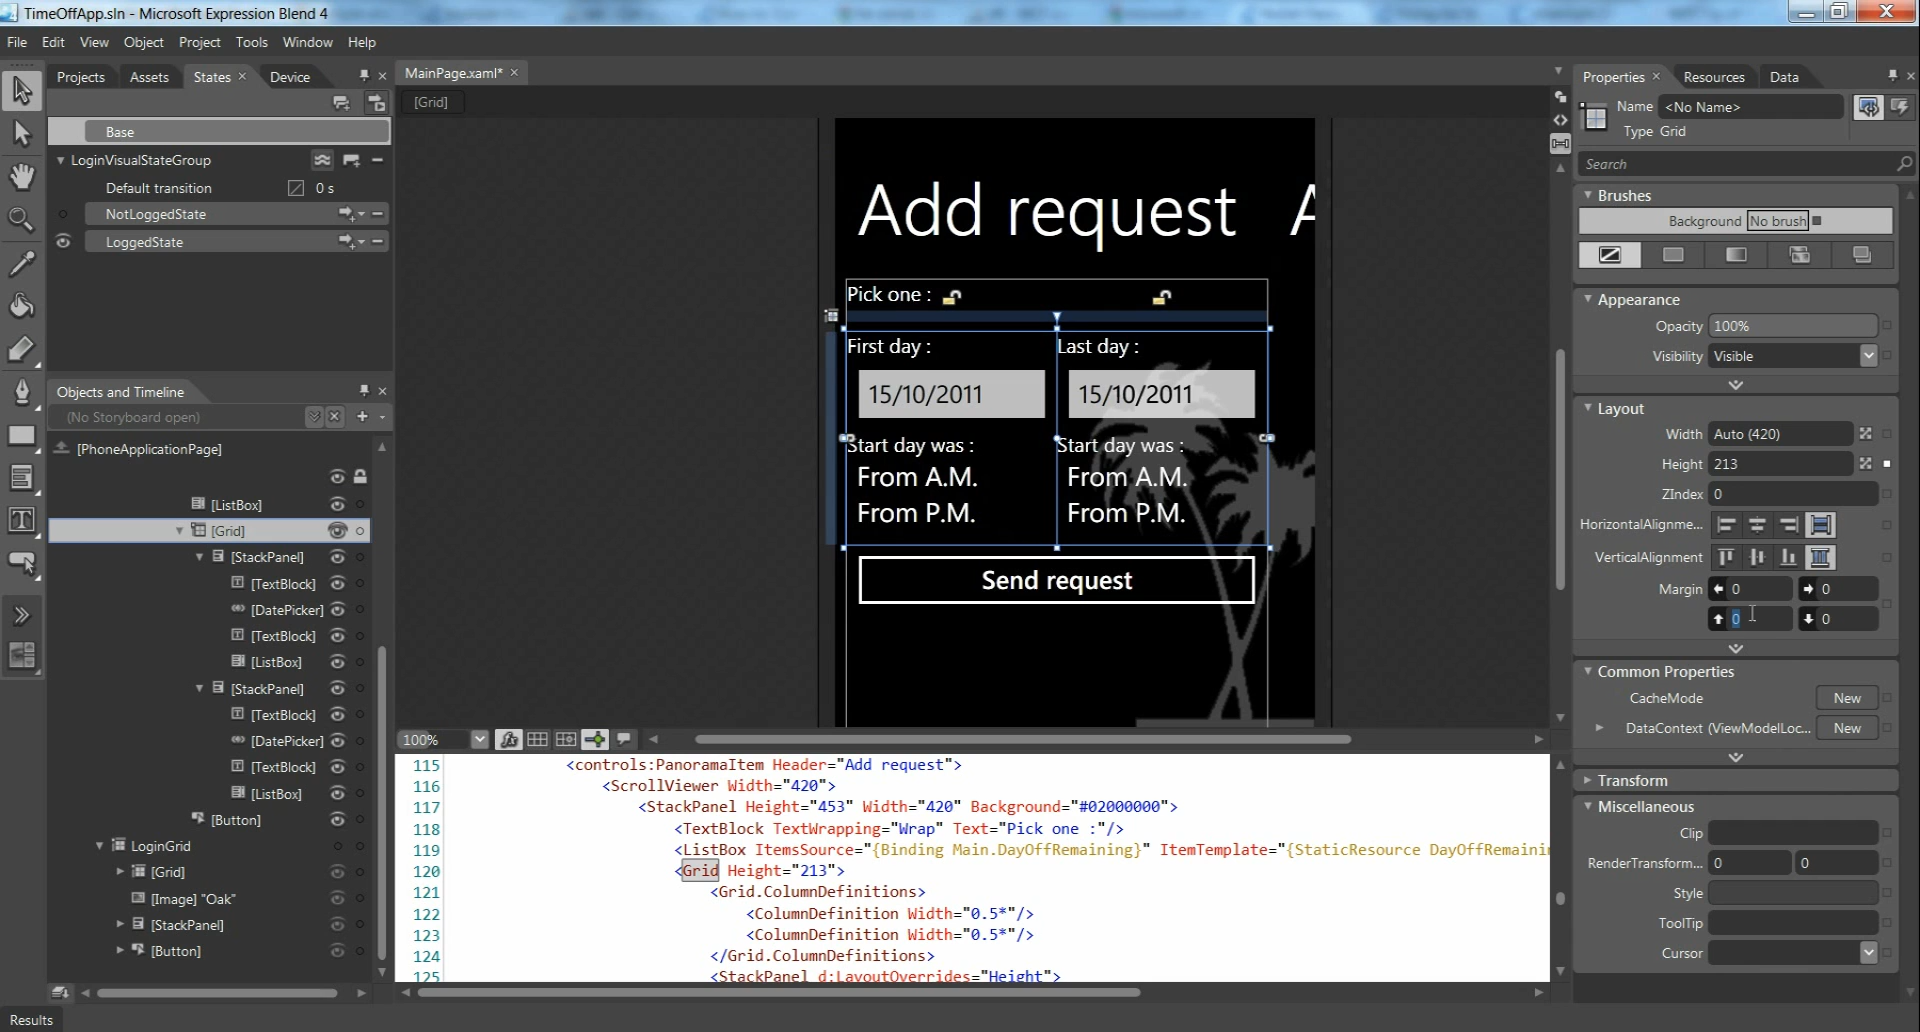 TimeOffApp.sln - Microsoft Expression Blend 4
File Edit View Object Project Tools Window Help
Projects Assets States Device
Base
LoginVisualStateGroup
Default transition 0 s
NotLoggedState
LoggedState
Objects and Timeline
(No Storyboard open)
[PhoneApplicationPage]
[ListBox]
[Grid]
[StackPanel]
[TextBlock]
[DatePicker]
[TextBlock]
[ListBox]
[StackPanel]
[TextBlock]
[DatePicker]
[TextBlock]
[ListBox]
[Button]
LoginGrid
[Grid]
[Image] "Oak"
[StackPanel]
[Button]
Results
MainPage.xaml*
[Grid]
Add request A
Pick one :
First day : Last day :
15/10/2011 15/10/2011
Start day was : Start day was :
From A.M. From A.M.
From P.M. From P.M.
Send request
100%
115 <controls:PanoramaItem Header="Add request">
116 <ScrollViewer Width="420">
117 <StackPanel Height="453" Width="420" Background="#02000000">
118 <TextBlock TextWrapping="Wrap" Text="Pick one :"/>
119 <ListBox ItemsSource="{Binding Main.DayOffRemaining}" ItemTemplate="{StaticResource DayOffRemainin
120 <Grid Height="213">
121 <Grid.ColumnDefinitions>
122 <ColumnDefinition Width="0.5*"/>
123 <ColumnDefinition Width="0.5*"/>
124 </Grid.ColumnDefinitions>
125 <StackPanel d:LayoutOverrides="Height">
Properties Resources Data
Name <No Name>
Type Grid
Search
Brushes
Background No brush
Appearance
Opacity 100%
Visibility Visible
Layout
Width Auto (420)
Height 213
ZIndex 0
HorizontalAlignme...
VerticalAlignment
Margin 0 0
0 0
Common Properties
CacheMode New
DataContext (ViewModelLoc... New
Transform
Miscellaneous
Clip
RenderTransform... 0 0
Style
ToolTip
Cursor